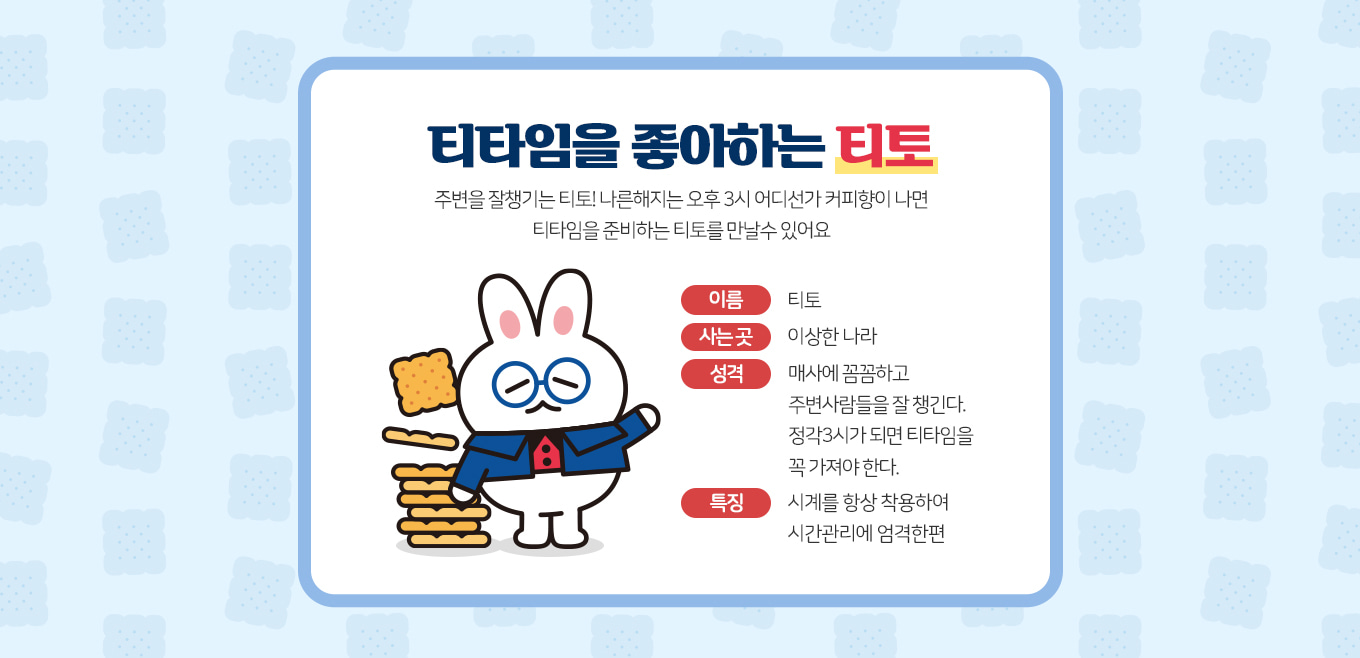 티타임을 좋아하는 티토
주변을 잘챙기는 티토! 나른해지는 오후 3시 어디선가 커피향이 나면
티타임을 준비하는 티토를 만날수 있어요
이름 티토
사는 곳 이상한 나라
성격 매사에 꼼꼼하고
주변사람들을 잘 챙긴다.
정각3시가 되면 티타임을
꼭 가져야 한다.
특징 시계를 항상 착용하여
시간관리에 엄격한편